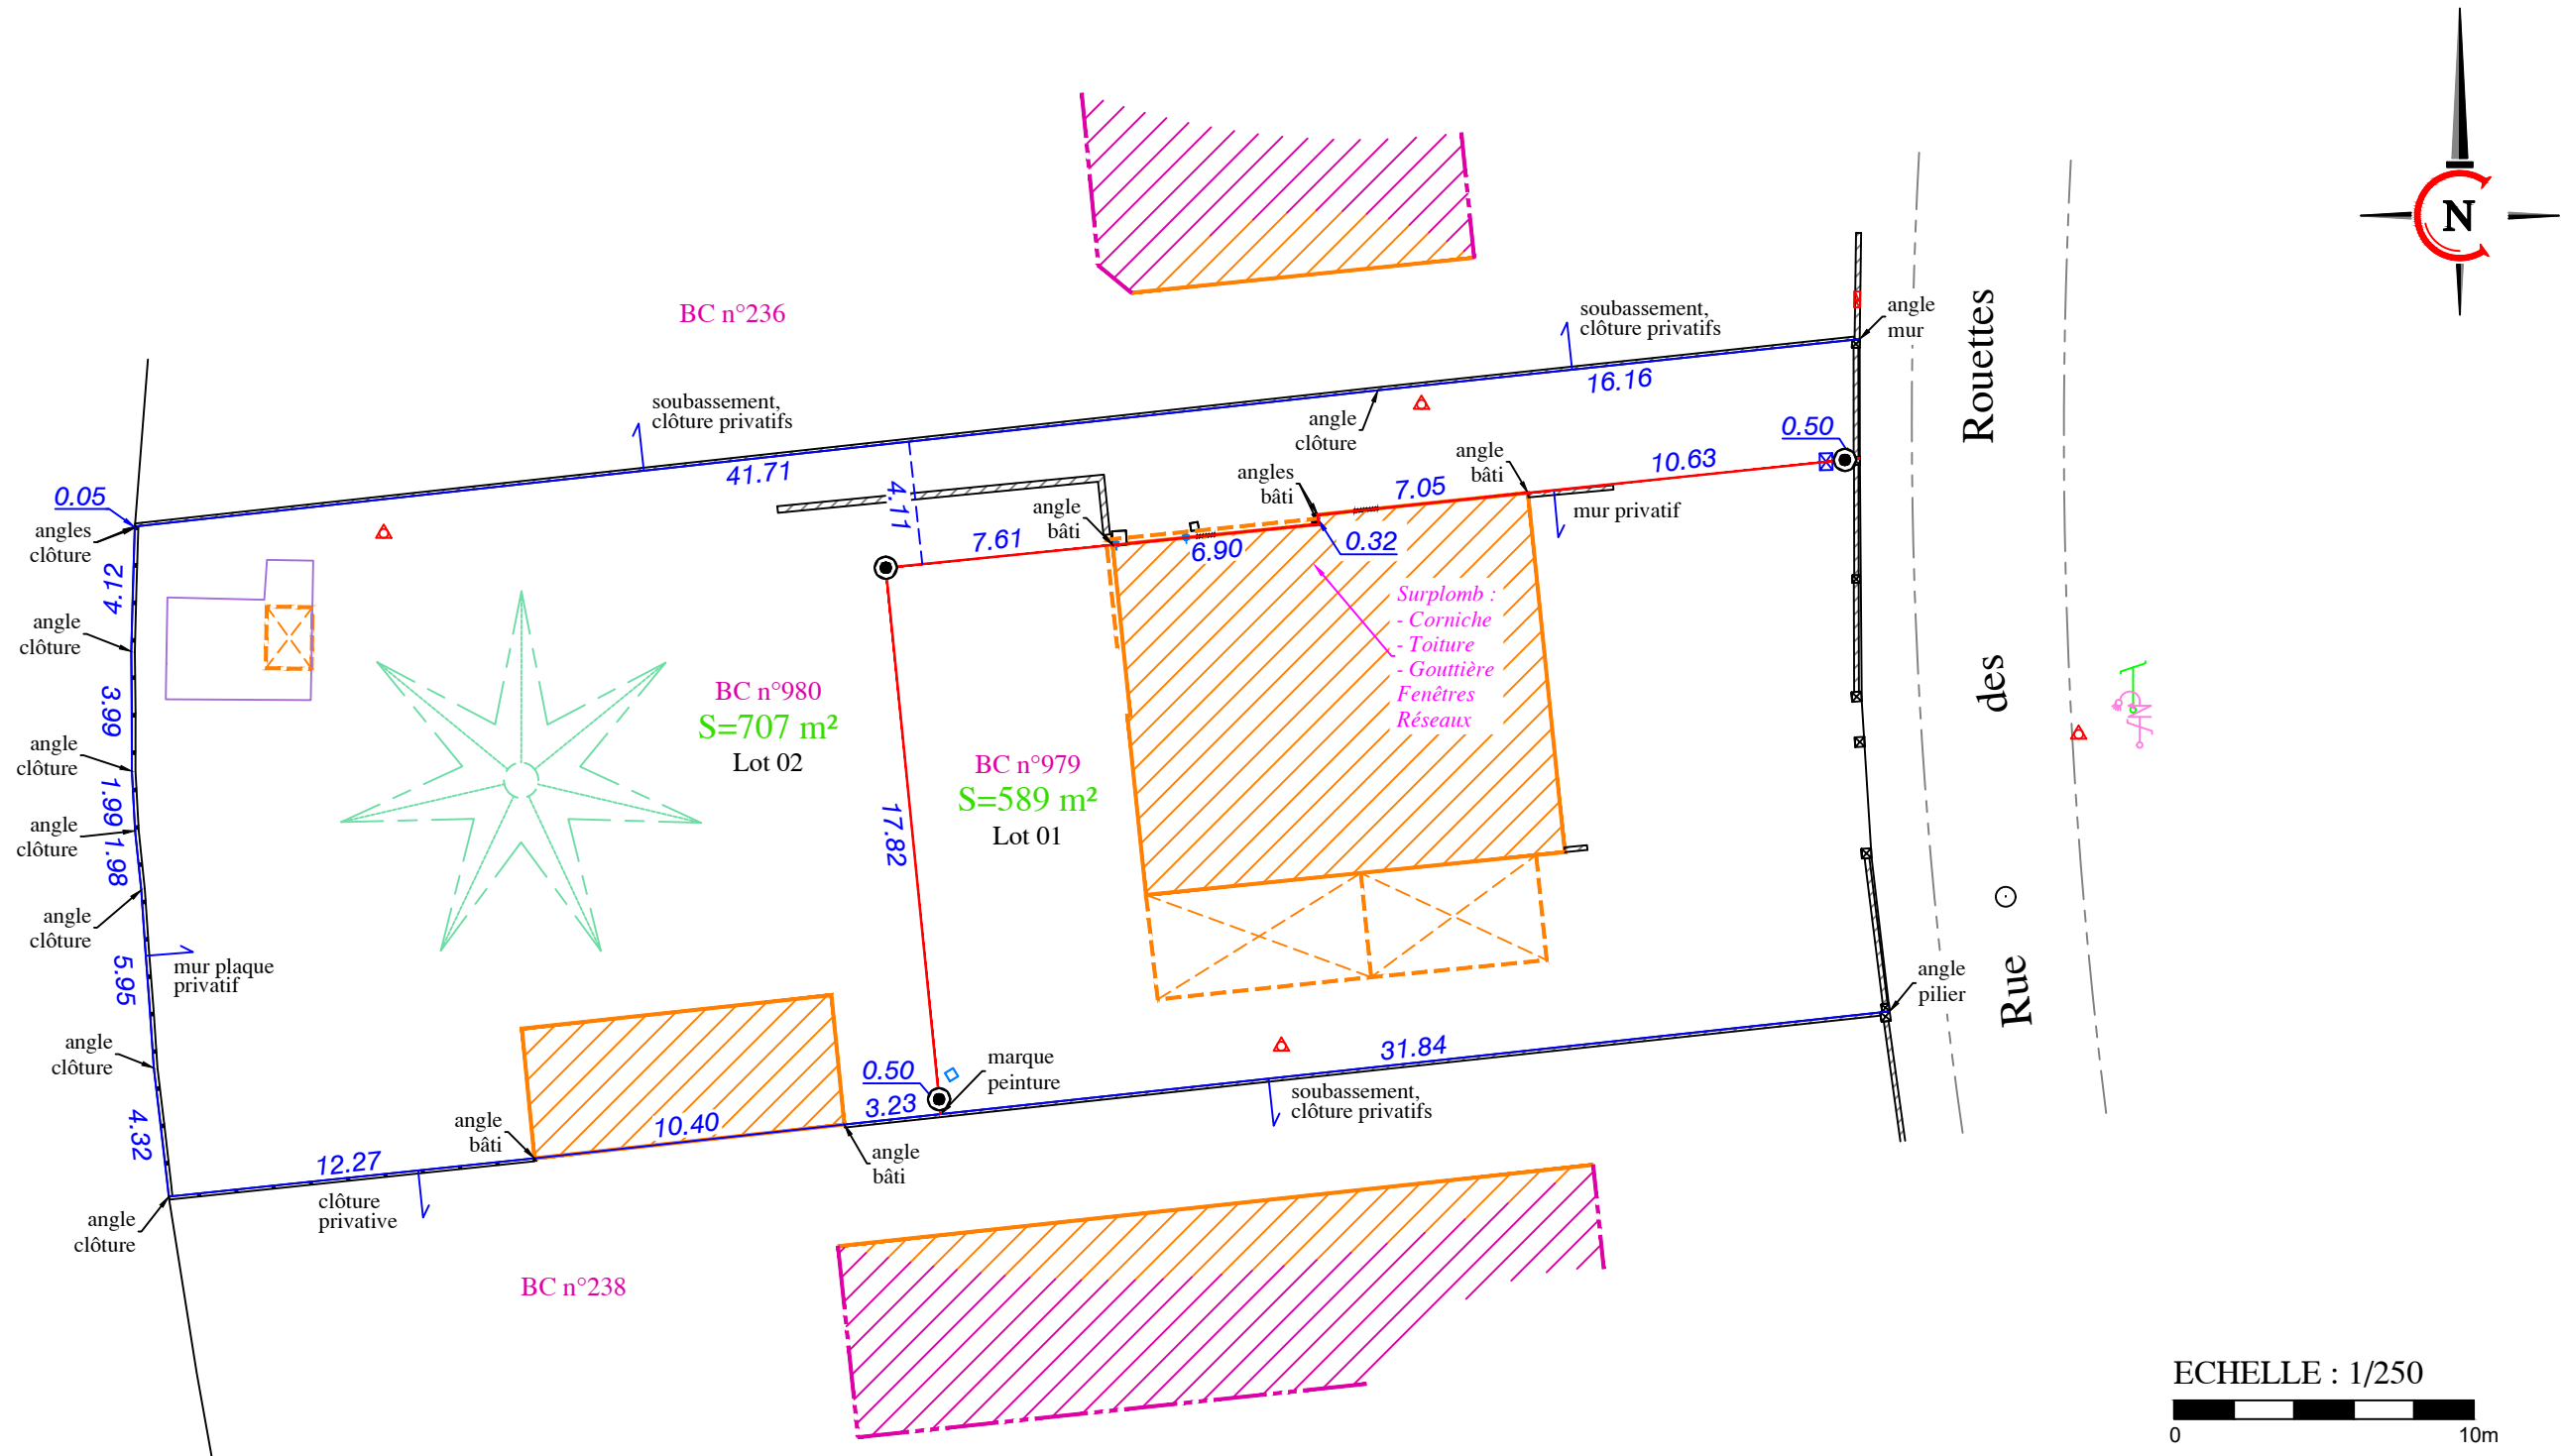 N
BC n°236
soubassement,
clôture privatifs
angle
mur
Rouettes
16.16
soubassement,
clôture privatifs
angle
clôture
0.50
41.71
10.63
angle
bâti
angles
bâti
7.05
0.05
angles
clôture
4.11
angle
bâti
mur privatif
7.61
6.90
0.32
4.12
Surplomb :
- Corniche
- Toiture
- Gouttière
Fenêtres
Réseaux
angle
clôture
3.99
BC n°980
S=707 m²
Lot 02
des
angle
clôture
BC n°979
S=589 m²
Lot 01
1.99
17.82
angle
clôture
1.98
angle
clôture
mur plaque
privatif
5.95
angle
pilier
Rue
angle
clôture
0.50
marque
peinture
31.84
3.23
soubassement,
clôture privatifs
4.32
angle
bâti
10.40
angle
bâti
12.27
clôture
privative
angle
clôture
BC n°238
ECHELLE : 1/250
0 10m